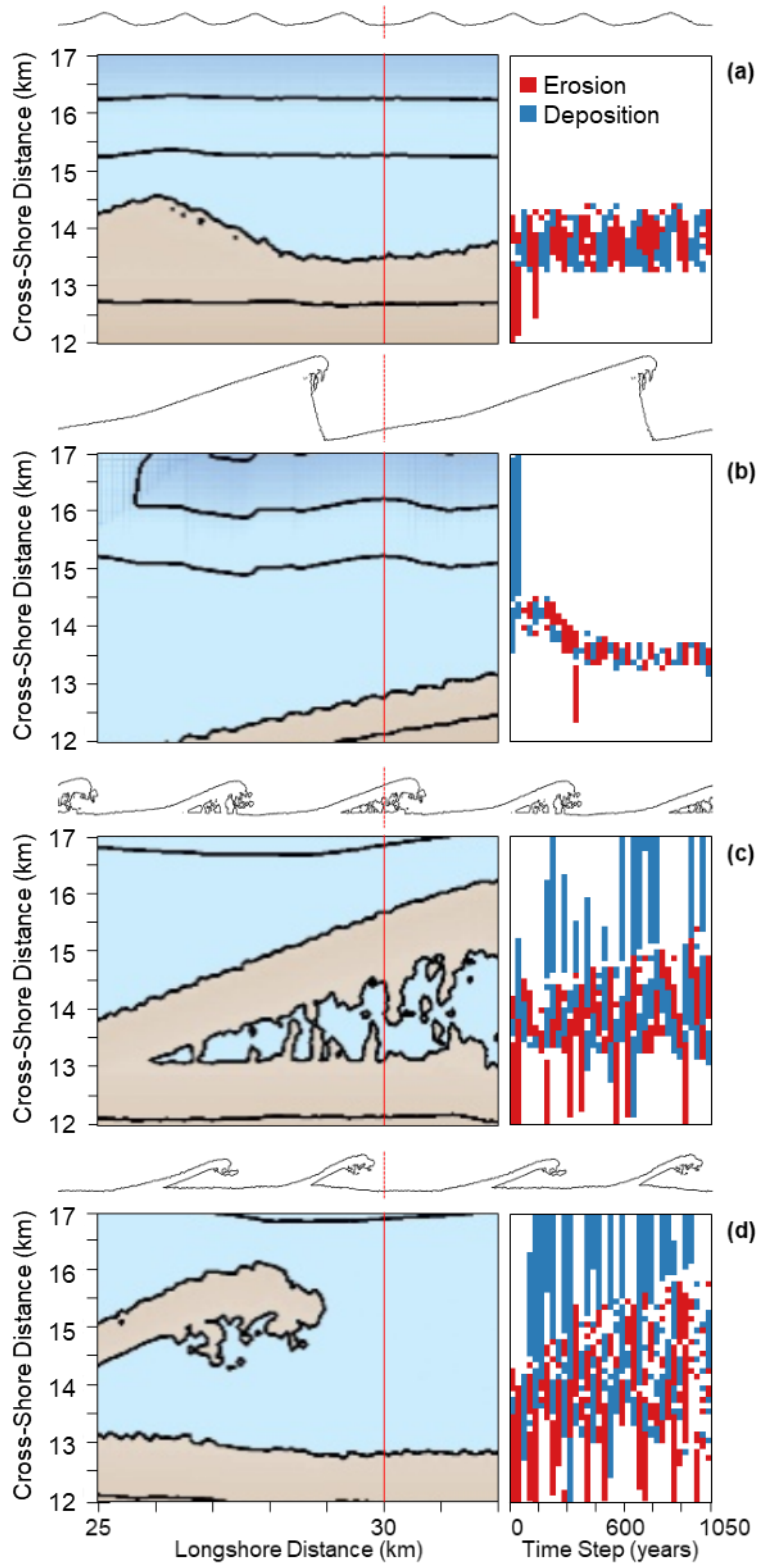 (a)
Erosion
Deposition
Cross-Shore Distance (km)
17
16
15
14
13
12
(b)
Cross-Shore Distance (km)
17
16
15
14
13
12
(c)
Cross-Shore Distance (km)
17
16
15
14
13
12
(d)
Cross-Shore Distance (km)
17
16
15
14
13
12
25 30 0 600 1050
Longshore Distance (km) Time Step (years)